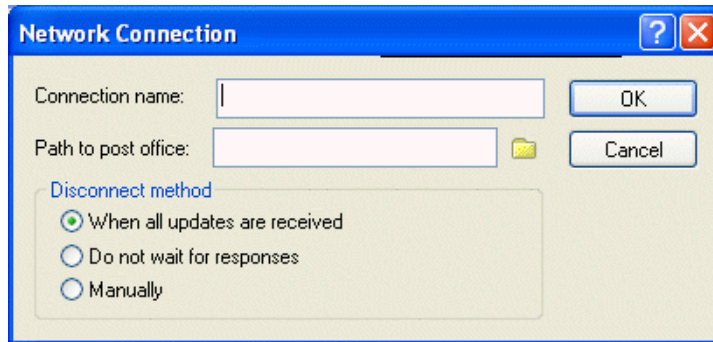 Network Connection
?
Connection name:
OK
Path to post office:
Cancel
Disconnect method
When all updates are received
Do not wait for responses
Manually